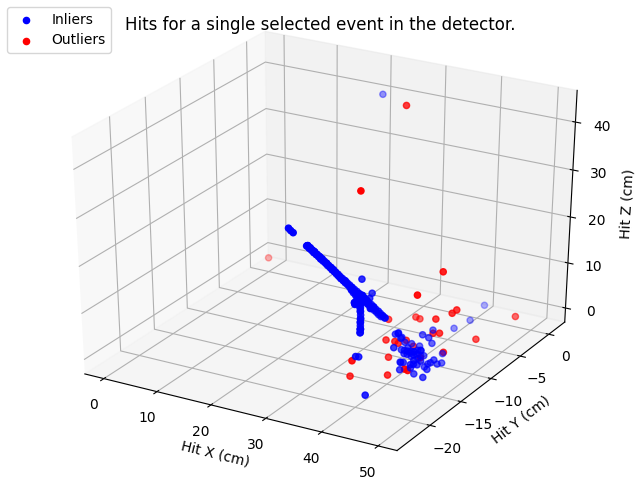 Hits for a single selected event in the detector.
Inliers
Outliers
40
30
20
10
0
Hit Z (cm)
0
10
20
30
40
50
Hit X (cm)
0
−5
−10
−15
−20
Hit Y (cm)